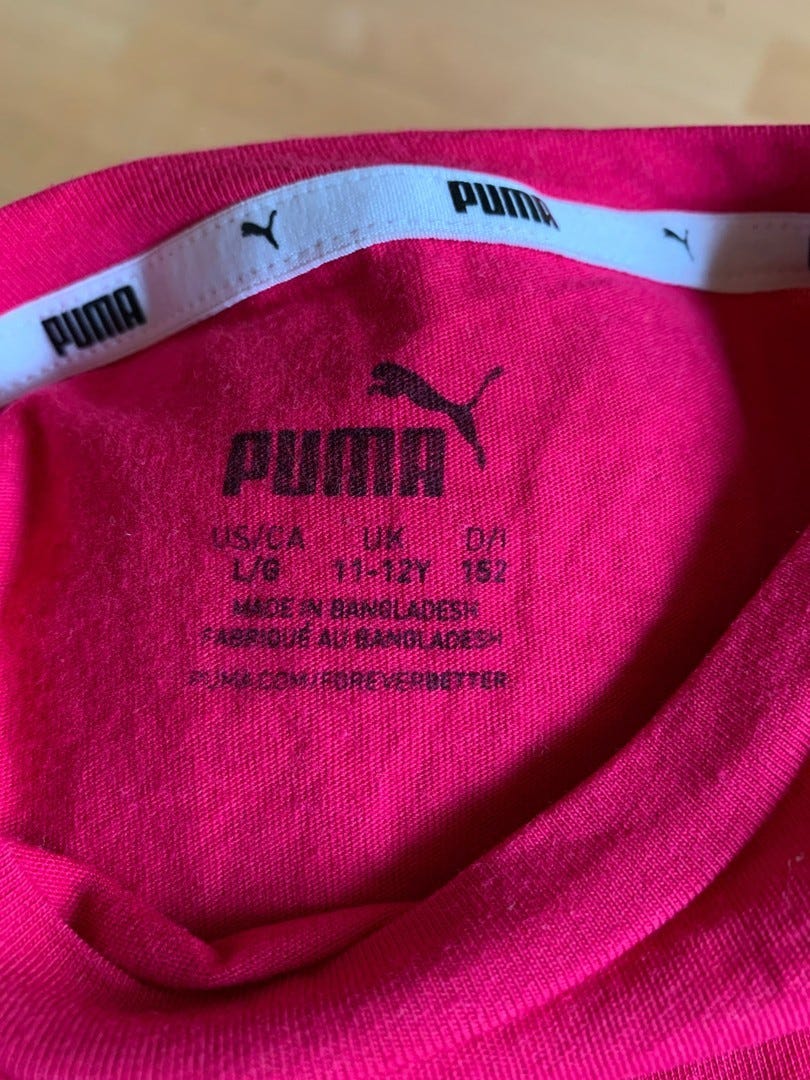 PUMA
PUMA
PUMA
US/CA UK D/I
L/G 11-12Y 152
MADE IN BANGLADESH
FABRIQUÉ AU BANGLADESH
PUMA.COM/FOREVERBETTER